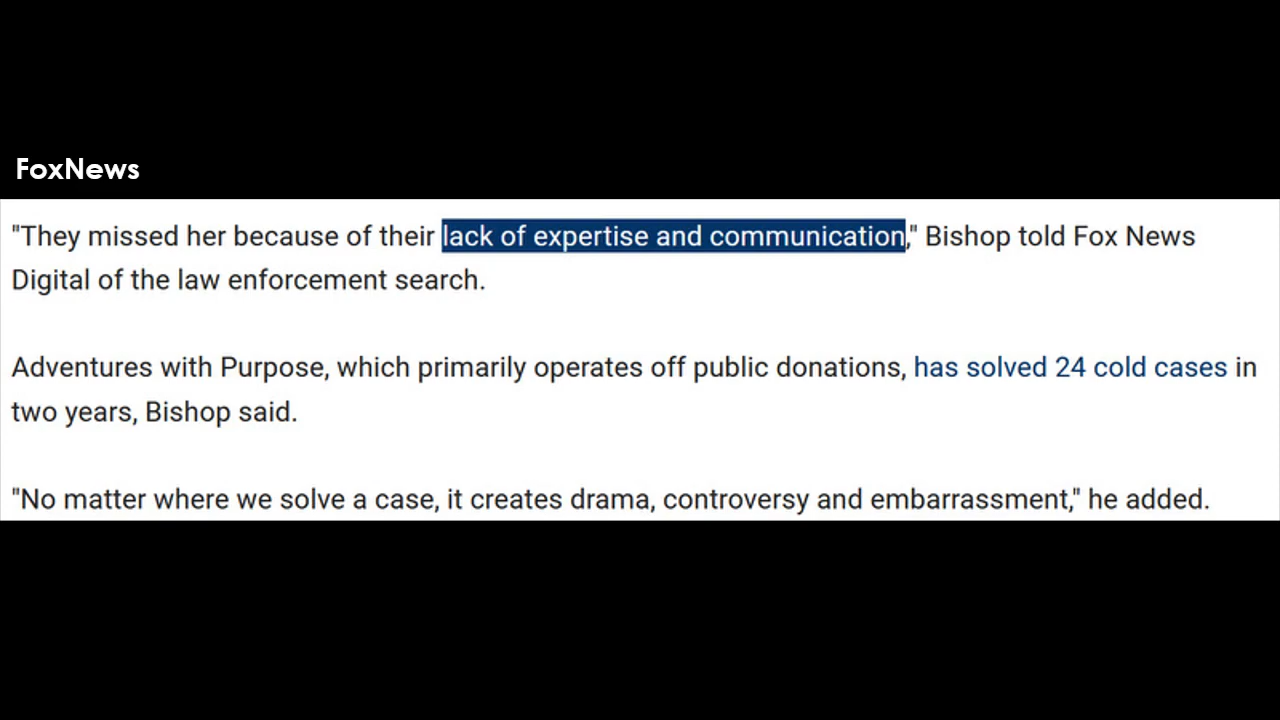 FoxNews
"They missed her because of their lack of expertise and communication," Bishop told Fox News
Digital of the law enforcement search.
Adventures with Purpose, which primarily operates off public donations, has solved 24 cold cases in
two years, Bishop said.
"No matter where we solve a case, it creates drama, controversy and embarrassment," he added.